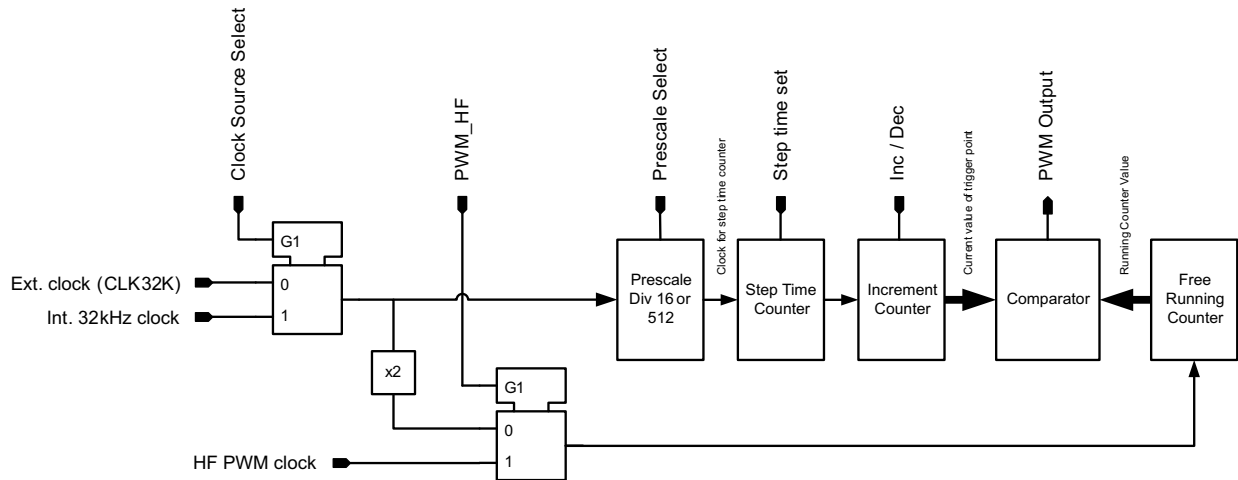 Clock Source Select
PWM_HF
Prescale Select
Clock for step time counter
Step time set
Inc / Dec
Current value of trigger point
PWM Output
Running Counter Value
G1
Ext. clock (CLK32K)
0
Int. 32kHz clock
1
Prescale
Div 16 or
512
Step Time
Counter
Increment
Counter
Comparator
Free
Running
Counter
x2
G1
0
HF PWM clock
1